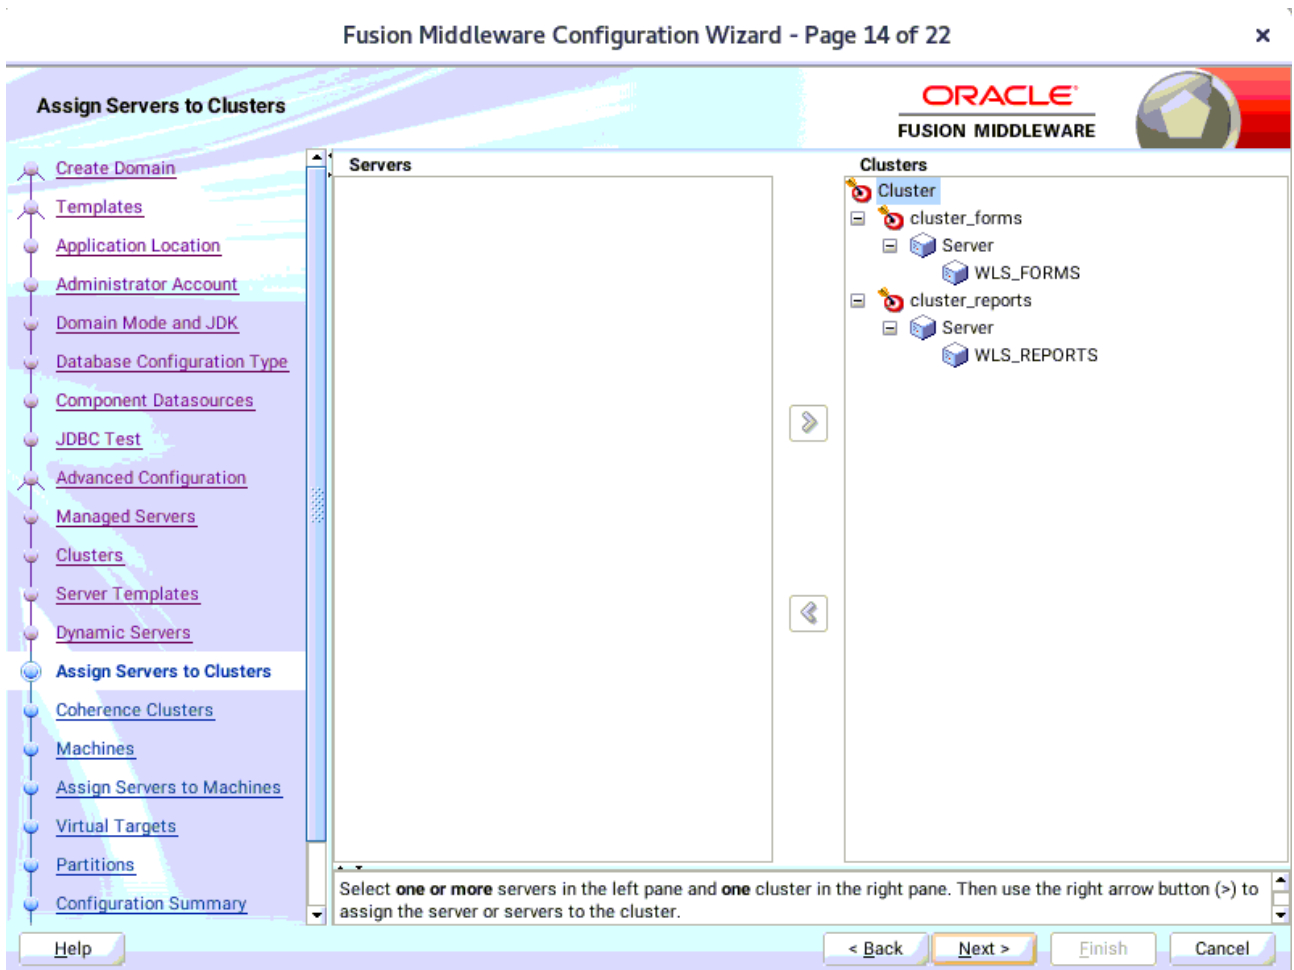 Fusion Middleware Configuration Wizard - Page 14 of 22
Assign Servers to Clusters
ORACLE
FUSION MIDDLEWARE
Create Domain
Templates
Application Location
Administrator Account
Domain Mode and JDK
Database Configuration Type
Component Datasources
JDBC Test
Advanced Configuration
Managed Servers
Clusters
Server Templates
Dynamic Servers
Assign Servers to Clusters
Coherence Clusters
Machines
Assign Servers to Machines
Virtual Targets
Partitions
Configuration Summary
Servers
Clusters
Cluster
cluster_forms
Server
WLS_FORMS
cluster_reports
Server
WLS_REPORTS
Select one or more servers in the left pane and one cluster in the right pane. Then use the right arrow button (>) to
assign the server or servers to the cluster.
Help
< Back
Next >
Finish
Cancel